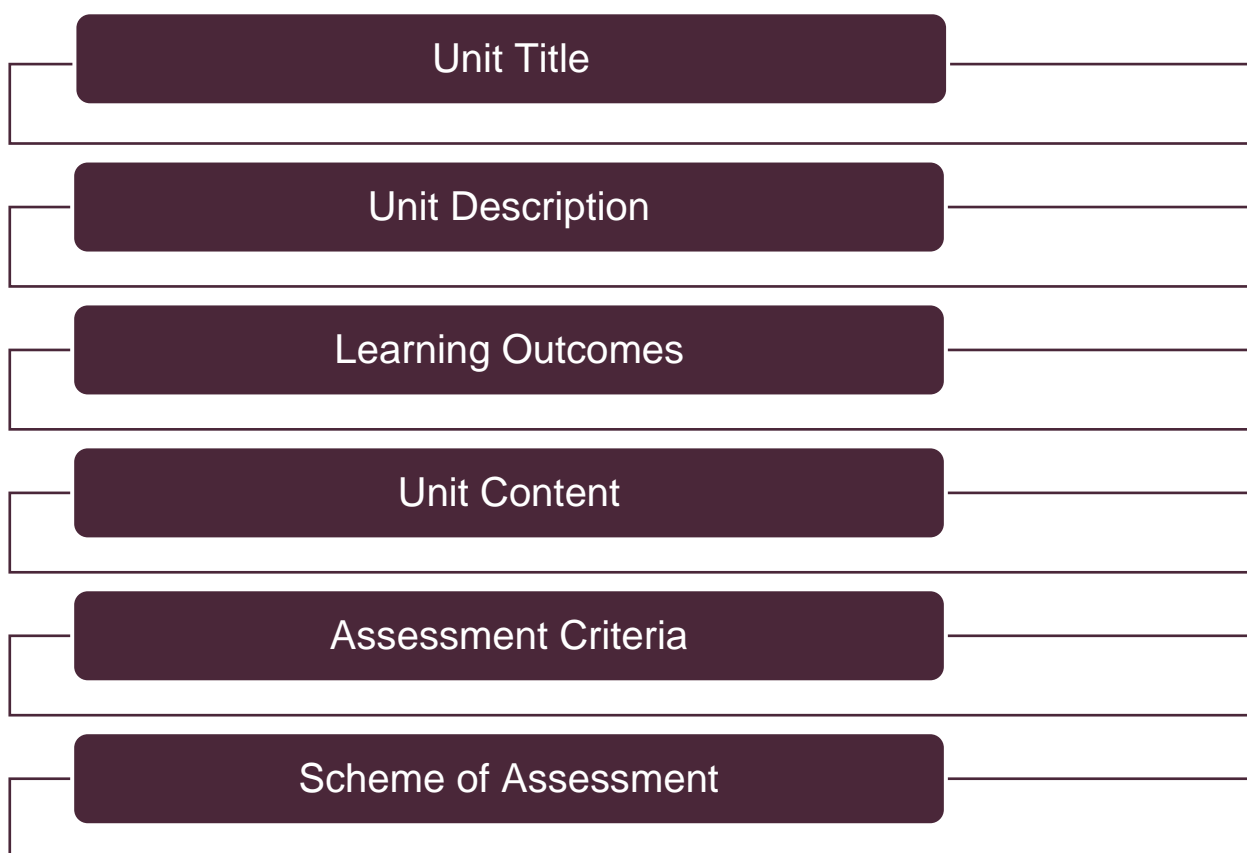 Unit Title
Unit Description
Learning Outcomes
Unit Content
Assessment Criteria
Scheme of Assessment